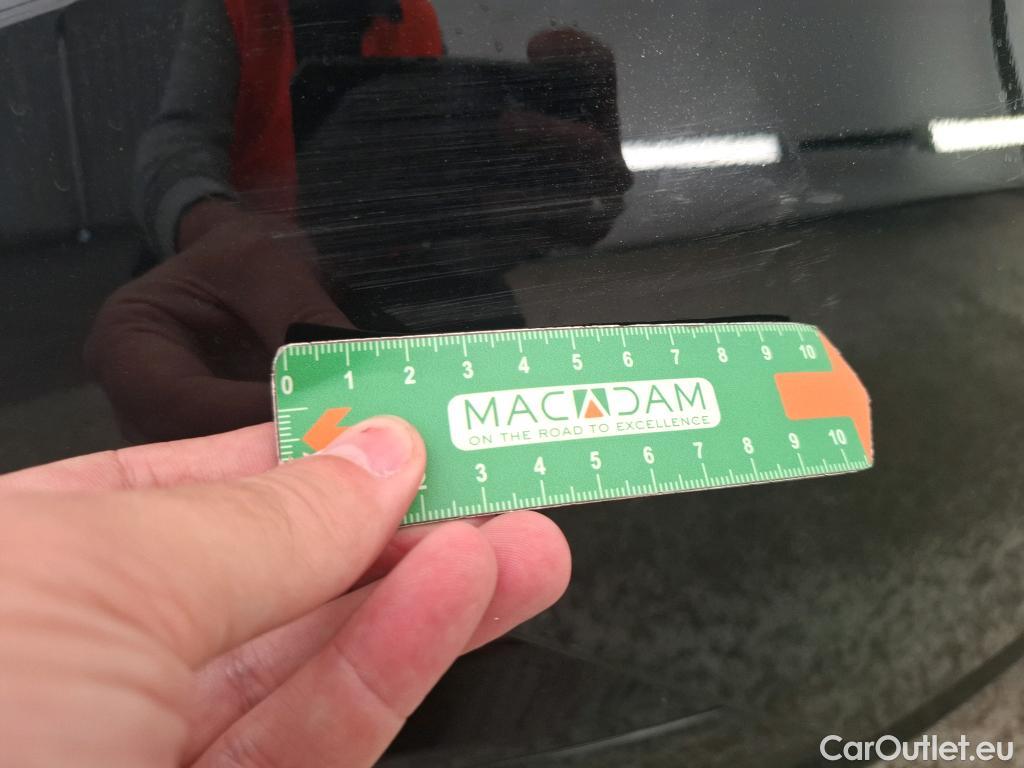 0 1 2 3 4 5 6 7 8 9 10
MACADAM
ON THE ROAD TO EXCELLENCE
2 3 4 5 6 7 8 9 10
CarOutlet.eu